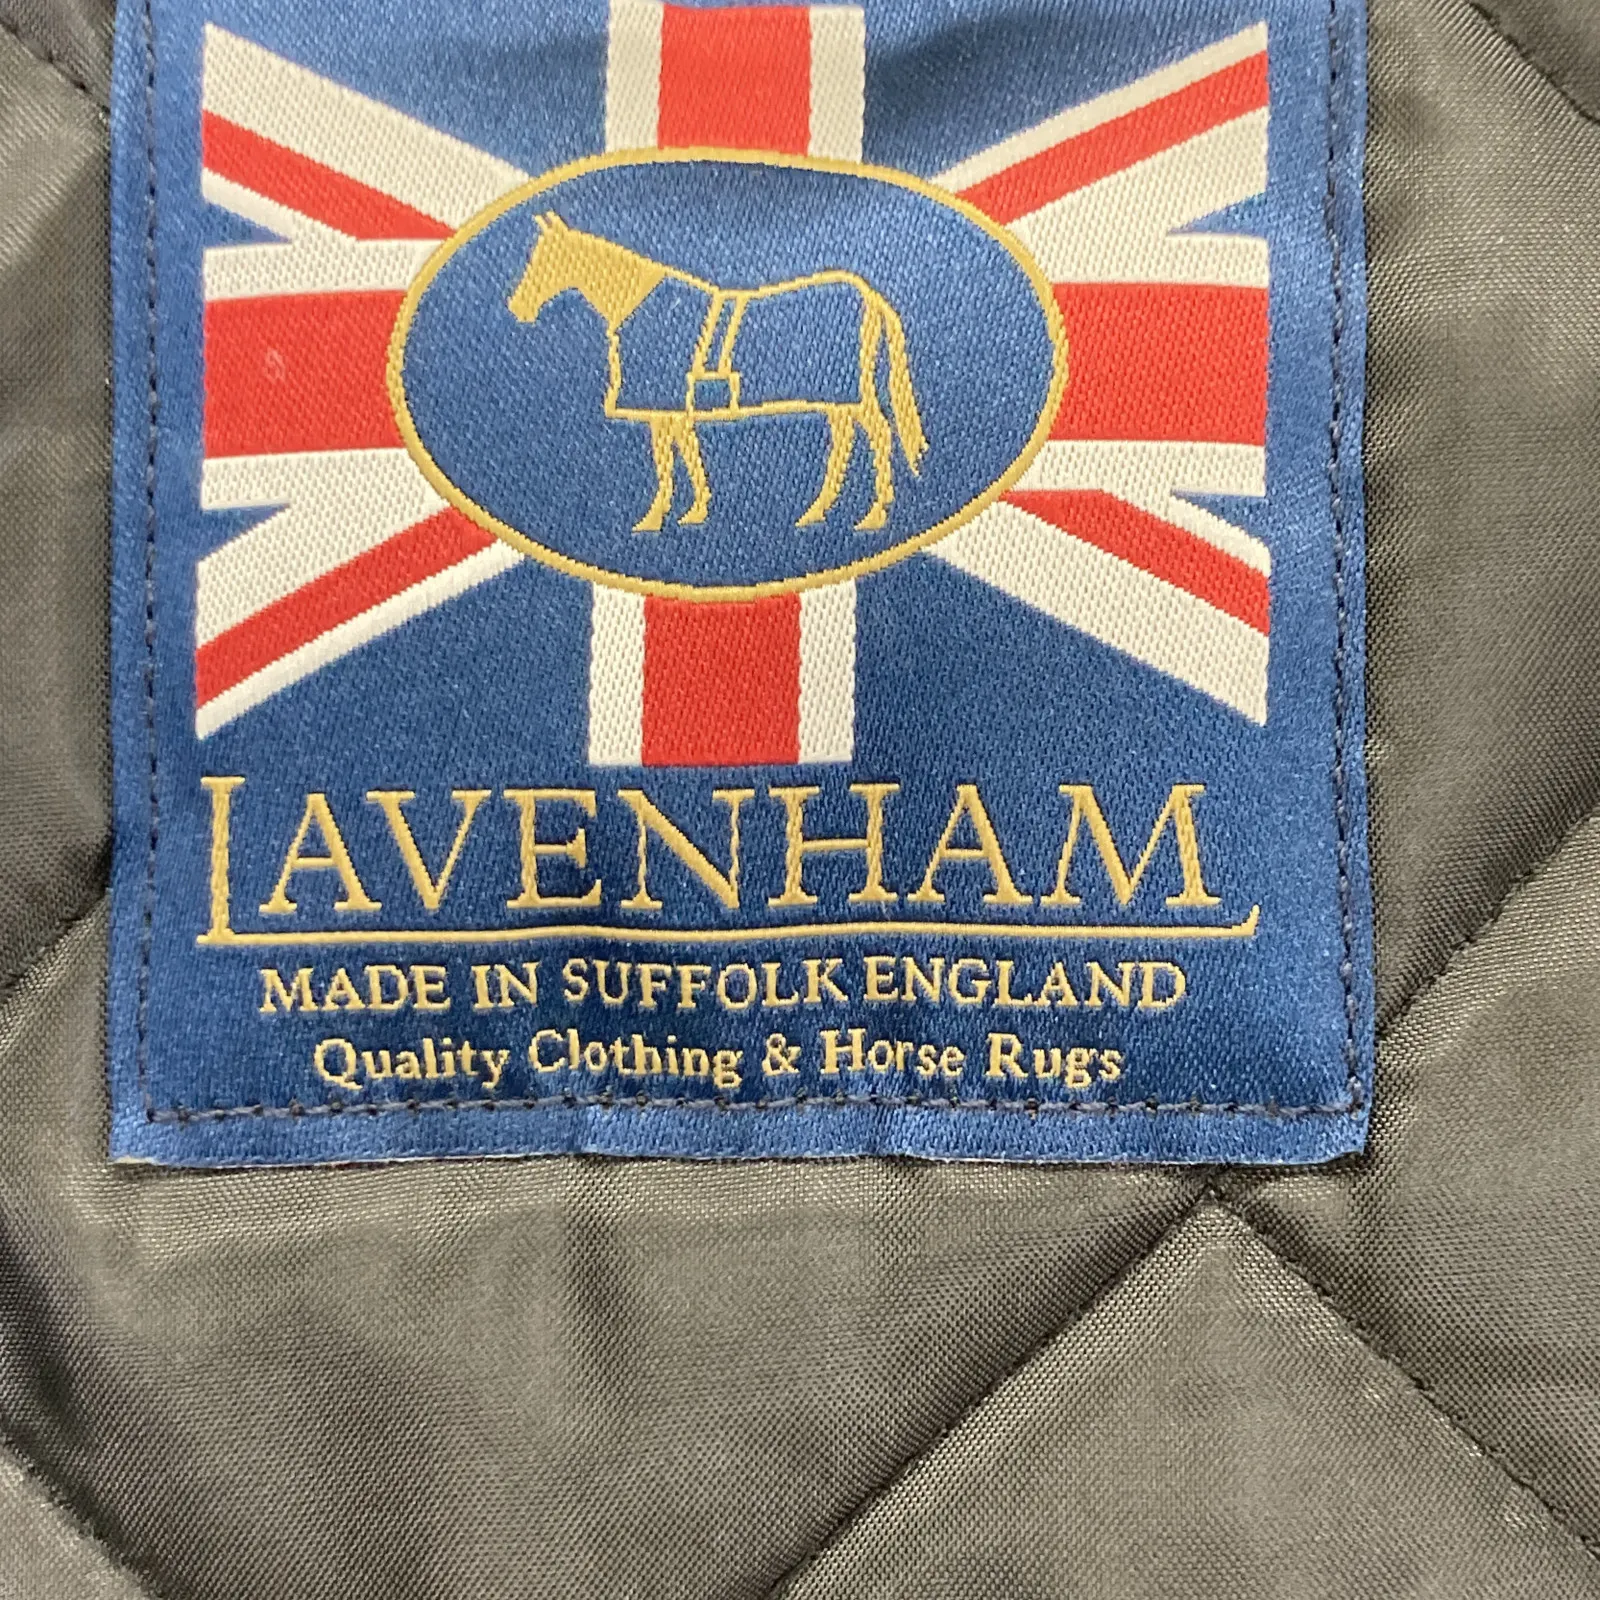 LAVENHAM
MADE IN SUFFOLK ENGLAND
Quality Clothing & Horse Rugs